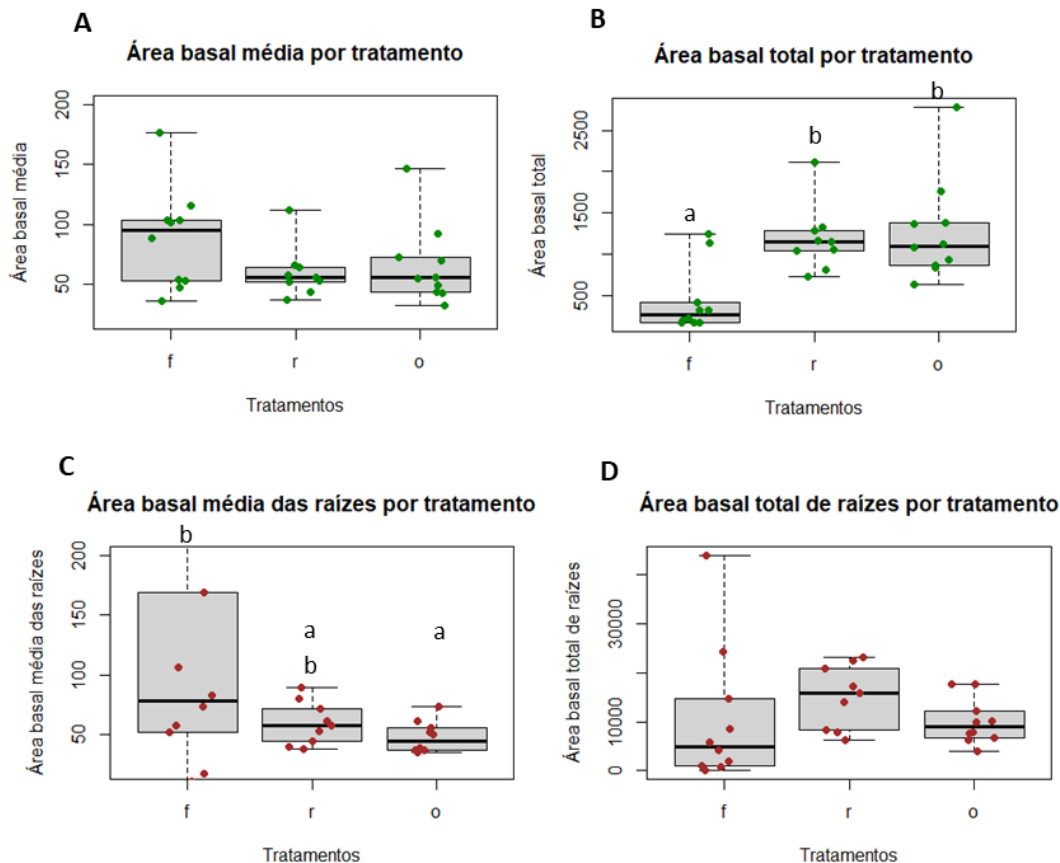 A
Área basal média por tratamento
200
150
100
50
Área basal média
f r o
Tratamentos
B
Área basal total por tratamento
b
b
a
2500
1500
500
Área basal total
f r o
Tratamentos
C
Área basal média das raízes por tratamento
b
a
a
b
200
150
100
50
Área basal média das raízes
f r o
Tratamentos
D
Área basal total de raízes por tratamento
30000
10000
0
Área basal total de raízes
f r o
Tratamentos